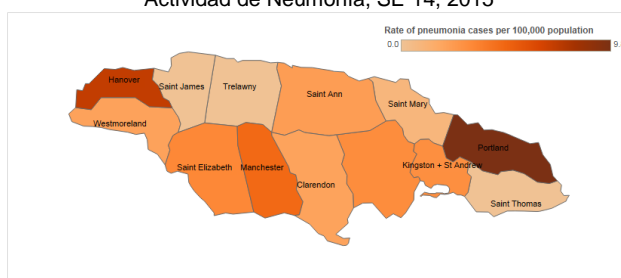 Actividad de Neumonía, SE 14, 2015
Rate of pneumonia cases per 100,000 population
0.0 9.
Hanover
Saint James
Trelawny
Saint Ann
Saint Mary
Westmoreland
Portland
Saint Elizabeth
Manchester
Kingston + St Andrew
Clarendon
Saint Thomas